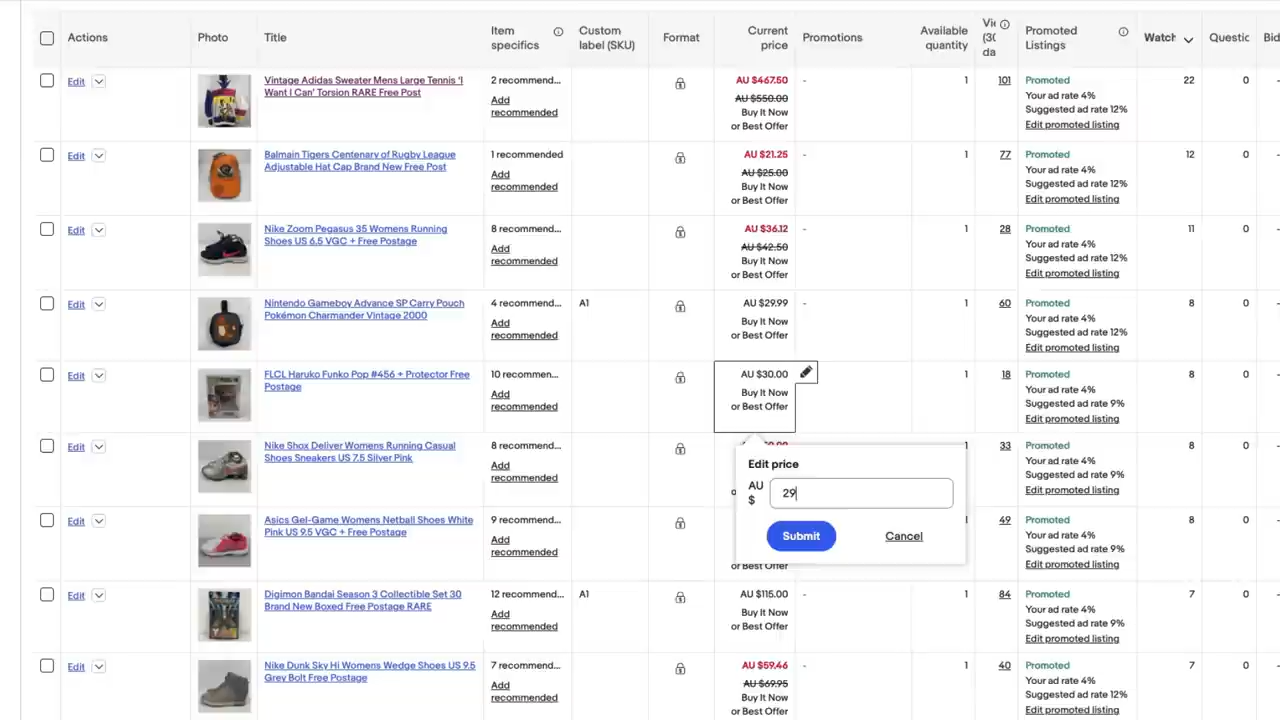 Actions
Photo
Title
Item specifics
Custom label (SKU)
Format
Current price
Promotions
Available quantity
Promoted Listings
Watch
Questic
Bid
Edit
Vintage Adidas Sweater Mens Large Tennis 'I
Want I Can' Torsion RARE Free Post
2 recommend...
Add recommended
AU $467.50
AU $550.00
Buy It Now
or Best Offer
-
1
101
Promoted
Your ad rate 4%
Suggested ad rate 12%
Edit promoted listing
22
0
Edit
Balmain Tigers Centenary of Rugby League
Adjustable Hat Cap Brand New Free Post
1 recommended
Add recommended
AU $21.25
AU $25.00
Buy It Now
or Best Offer
-
1
77
Promoted
Your ad rate 4%
Suggested ad rate 12%
Edit promoted listing
12
0
Edit
Nike Zoom Pegasus 35 Womens Running
Shoes US 6.5 VGC + Free Postage
8 recommend...
Add recommended
AU $36.12
AU $42.50
Buy It Now
or Best Offer
-
1
28
Promoted
Your ad rate 4%
Suggested ad rate 12%
Edit promoted listing
11
0
Edit
Nintendo Gameboy Advance SP Carry Pouch
Pokémon Charmander Vintage 2000
4 recommend...
Add recommended
A1
AU $29.99
Buy It Now
or Best Offer
-
1
60
Promoted
Your ad rate 4%
Suggested ad rate 12%
Edit promoted listing
8
0
Edit
FLCL Haruko Funko Pop #456 + Protector Free
Postage
10 recommen...
Add recommended
AU $30.00
Buy It Now
or Best Offer
1
18
Promoted
Your ad rate 4%
Suggested ad rate 9%
Edit promoted listing
8
0
Edit price
AU $
29
Submit
Cancel
Edit
Nike Shox Deliver Womens Running Casual
Shoes Sneakers US 7.5 Silver Pink
8 recommend...
Add recommended
1
33
Promoted
Your ad rate 4%
Suggested ad rate 9%
Edit promoted listing
8
0
Edit
Asics Gel-Game Womens Netball Shoes White
Pink US 9.5 VGC + Free Postage
9 recommend...
Add recommended
or Best Offer
1
49
Promoted
Your ad rate 4%
Suggested ad rate 9%
Edit promoted listing
8
0
Edit
Digimon Bandai Season 3 Collectible Set 30
Brand New Boxed Free Postage RARE
12 recommend...
Add recommended
A1
AU $115.00
Buy It Now
or Best Offer
-
1
84
Promoted
Your ad rate 4%
Suggested ad rate 9%
Edit promoted listing
7
0
Edit
Nike Dunk Sky Hi Womens Wedge Shoes US 9.5
Grey Bolt Free Postage
7 recommend...
Add recommended
AU $59.46
AU $69.95
Buy It Now
or Best Offer
-
1
40
Promoted
Your ad rate 4%
Suggested ad rate 12%
Edit promoted listing
7
0